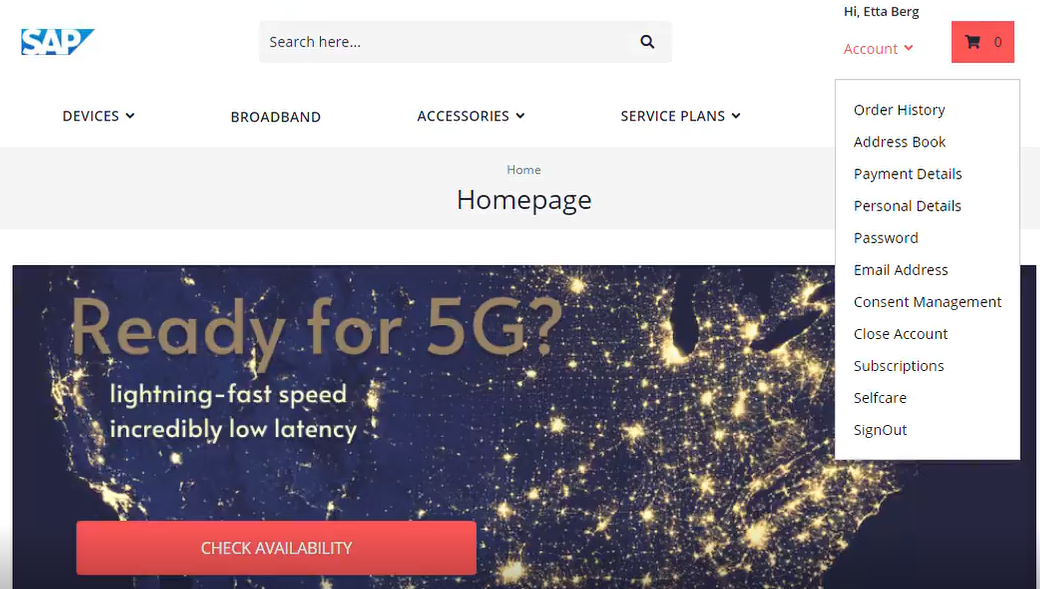 Hi, Etta Berg
SAP
Search here...
Account
0
DEVICES
BROADBAND
ACCESSORIES
SERVICE PLANS
Order History
Address Book
Payment Details
Personal Details
Password
Email Address
Consent Management
Close Account
Subscriptions
Selfcare
SignOut
Home
Homepage
Ready for 5G?
lightning-fast speed
incredibly low latency
CHECK AVAILABILITY